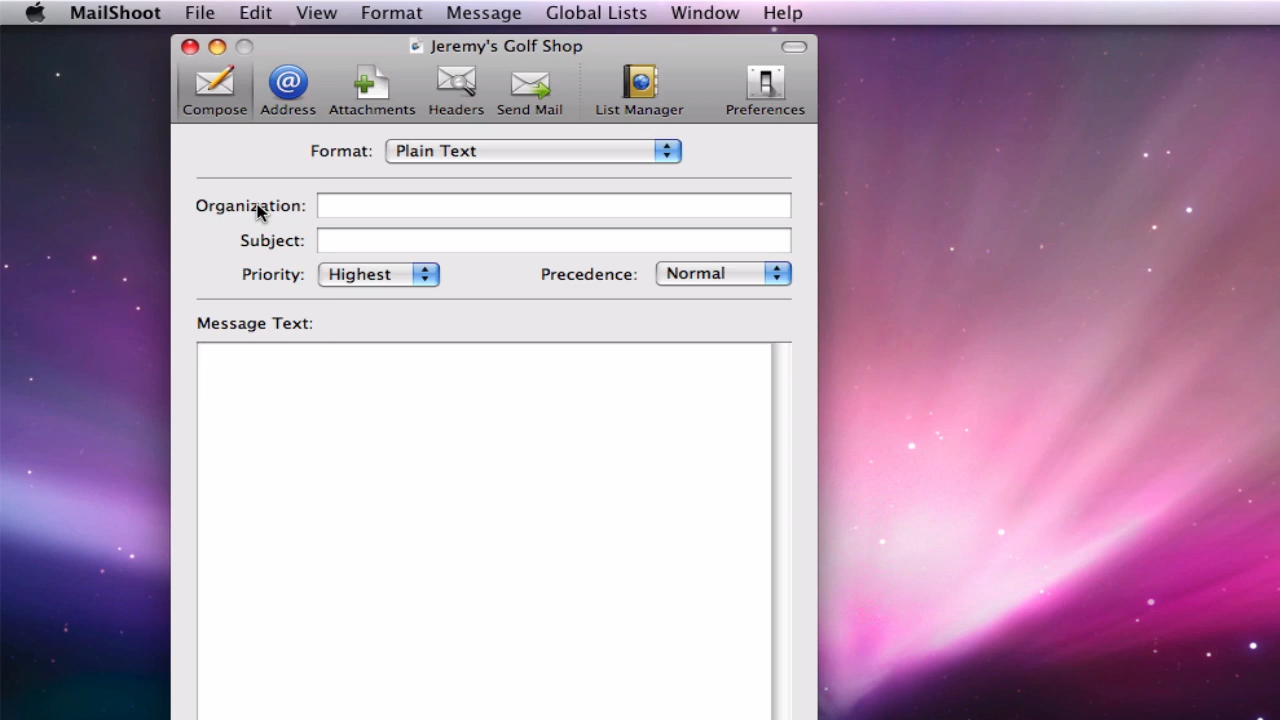 MailShoot File Edit View Format Message Global Lists Window Help
Jeremy's Golf Shop
Compose Address Attachments Headers Send Mail List Manager Preferences
Format: Plain Text
Organization:
Subject:
Priority: Highest Precedence: Normal
Message Text: